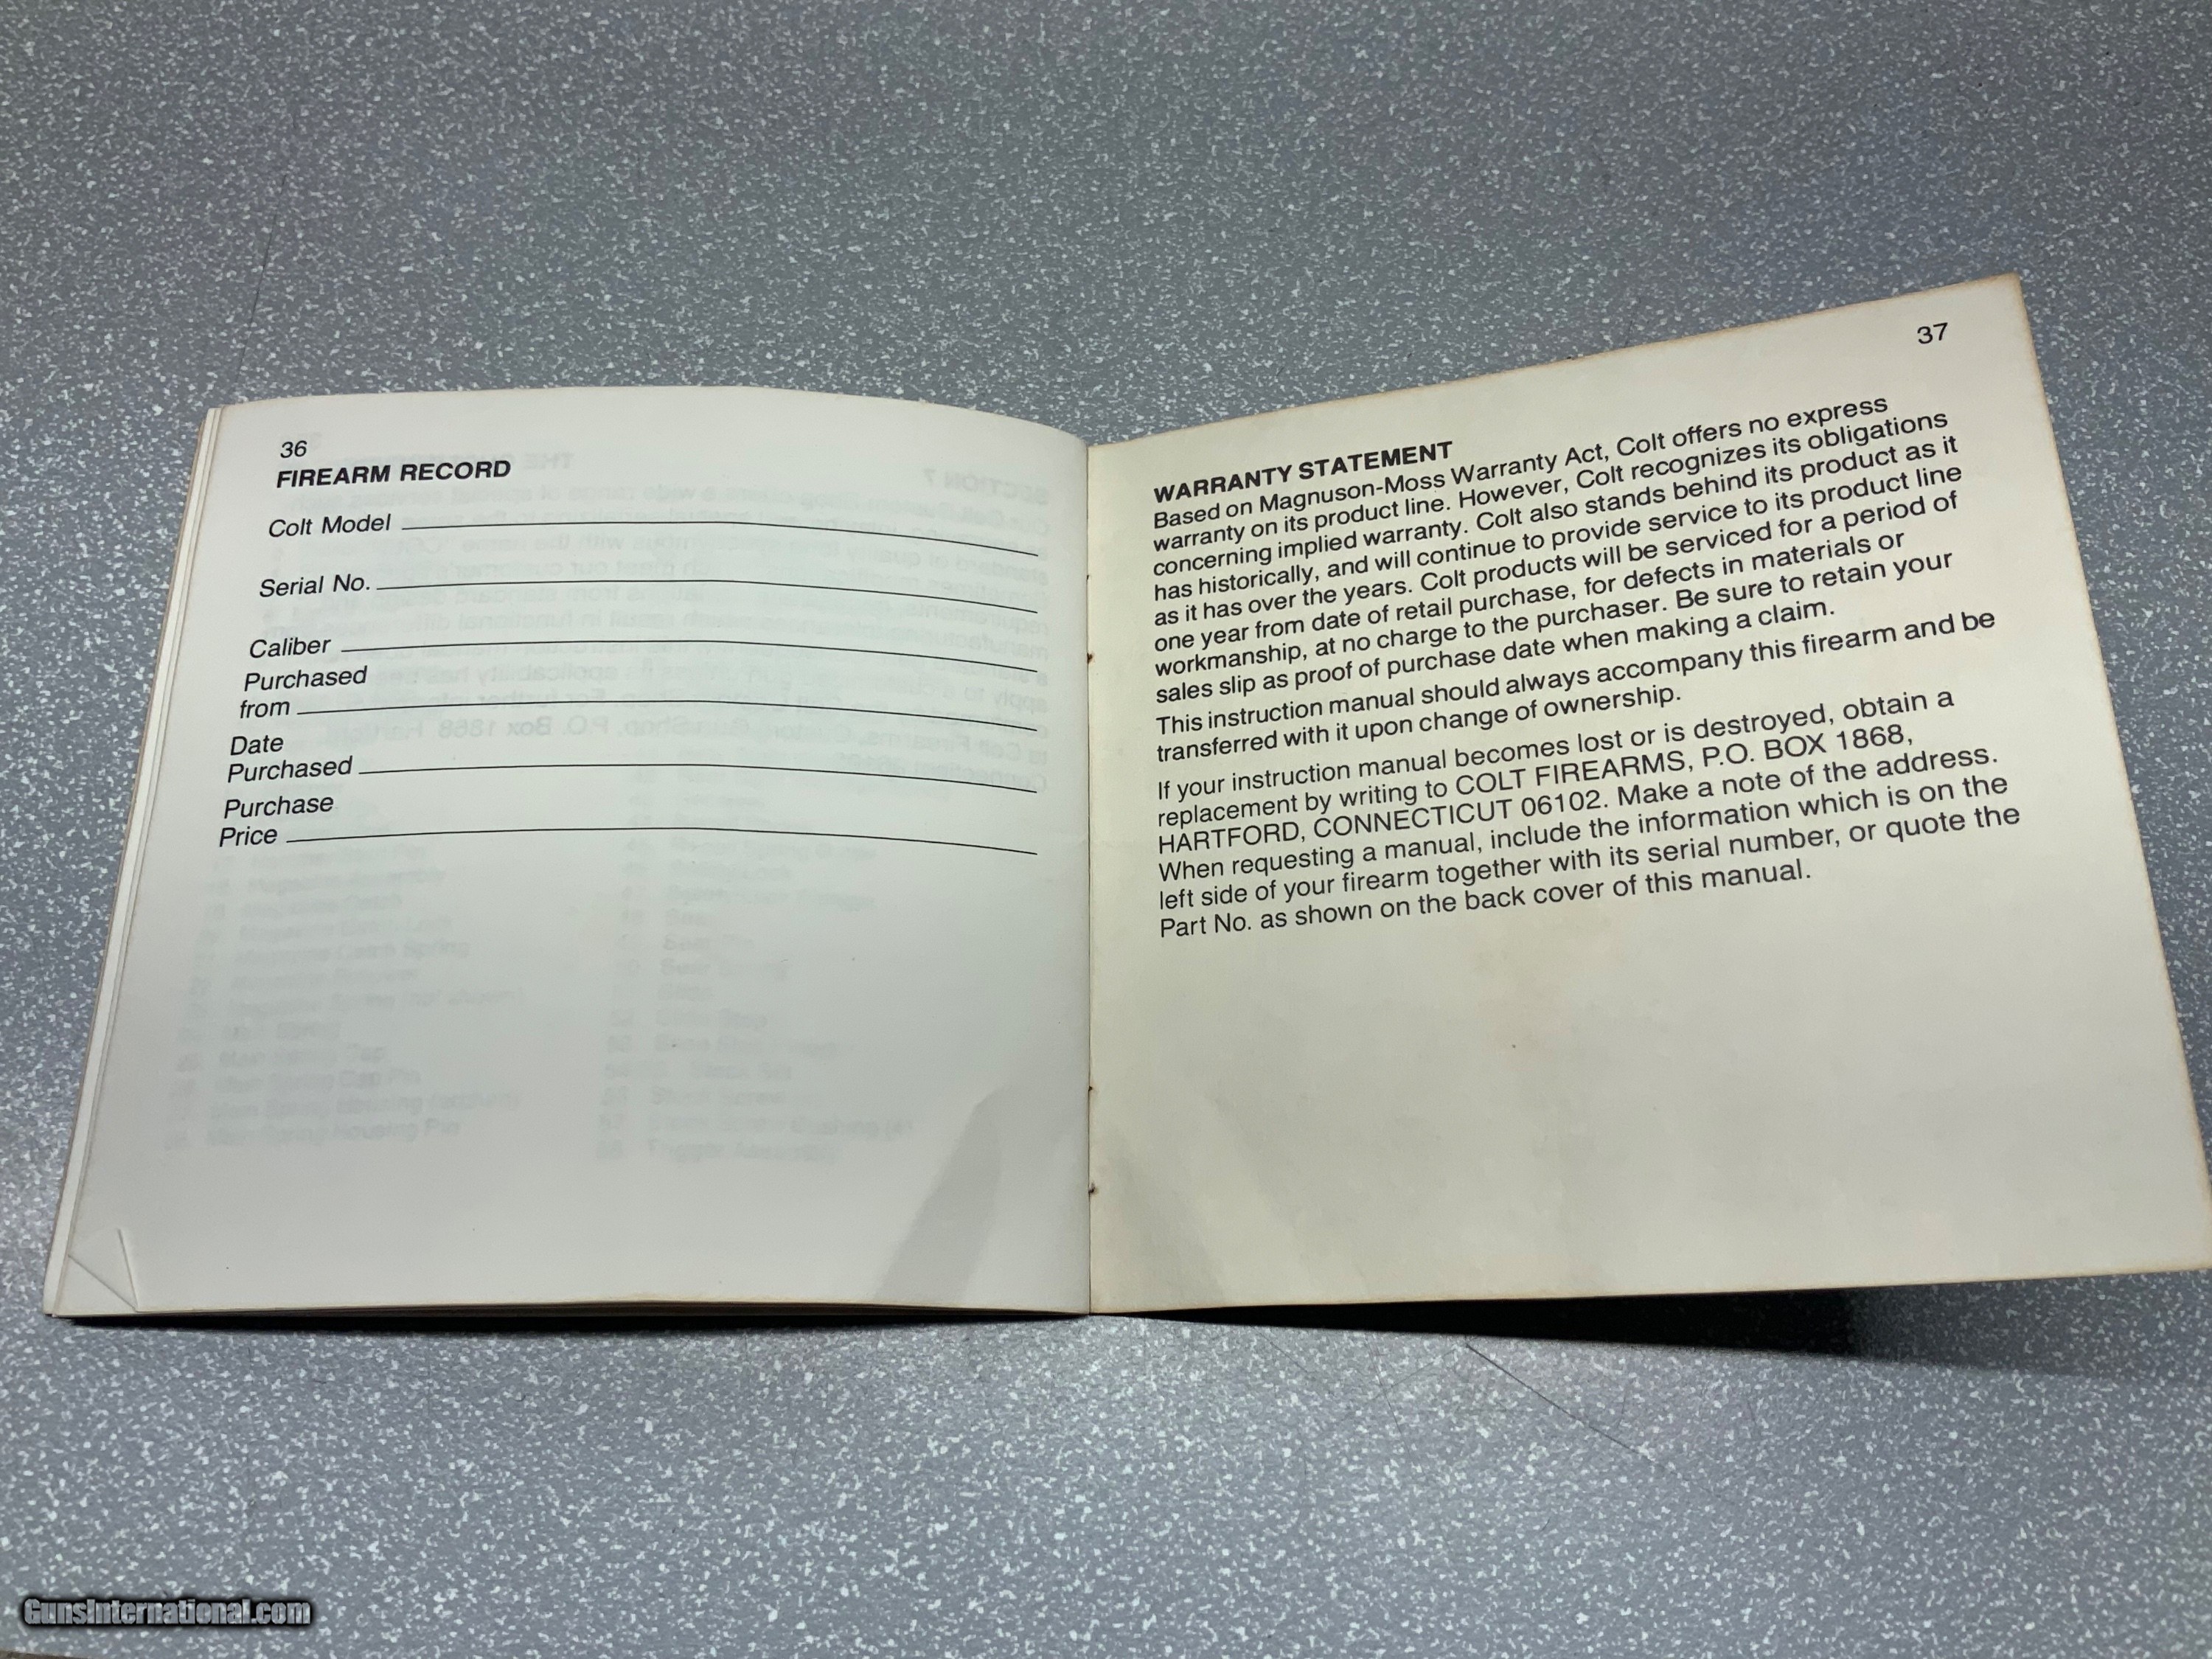 36
FIREARM RECORD
Colt Model
Serial No.
Caliber
Purchased
from
Date
Purchased
Purchase
Price
37
WARRANTY STATEMENT
Based on Magnuson-Moss Warranty Act, Colt offers no express
warranty on its product line. However, Colt recognizes its obligations
concerning implied warranty. Colt also stands behind its product as it
has historically, and will continue to provide service to its product line
as it has over the years. Colt products will be serviced for a period of
one year from date of retail purchase, for defects in materials or
workmanship, at no charge to the purchaser. Be sure to retain your
sales slip as proof of purchase date when making a claim.
This instruction manual should always accompany this firearm and be
transferred with it upon change of ownership.
If your instruction manual becomes lost or is destroyed, obtain a
replacement by writing to COLT FIREARMS, P.O. BOX 1868,
HARTFORD, CONNECTICUT 06102. Make a note of the address.
When requesting a manual, include the information which is on the
left side of your firearm together with its serial number, or quote the
Part No. as shown on the back cover of this manual.
GunsInternational.com